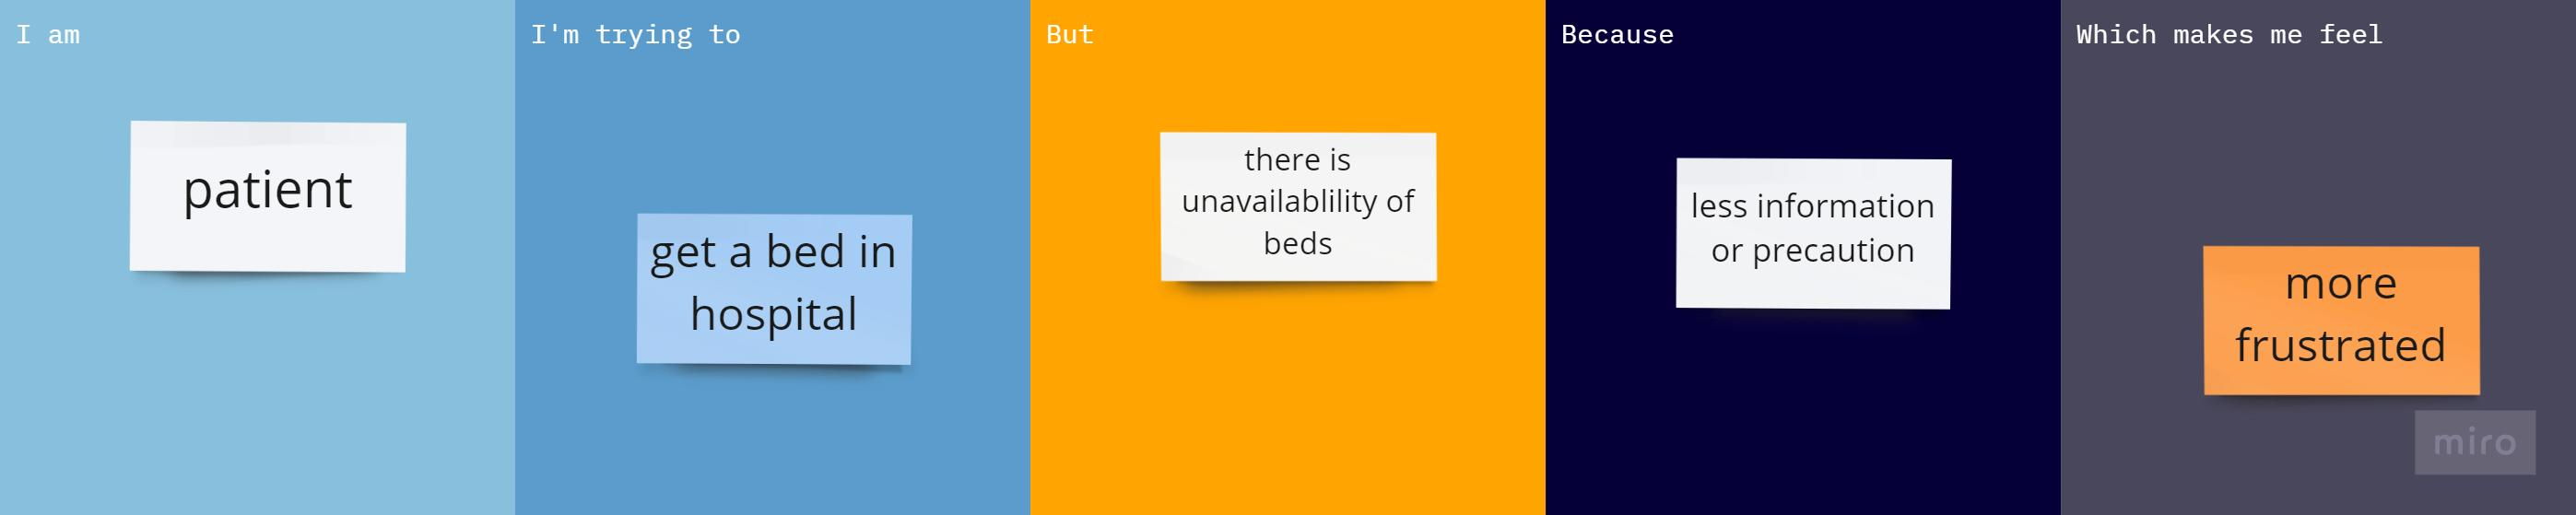 I am
patient
I'm trying to
get a bed in
hospital
But
there is
unavailablility of
beds
Because
less information
or precaution
Which makes me feel
more
frustrated
miro